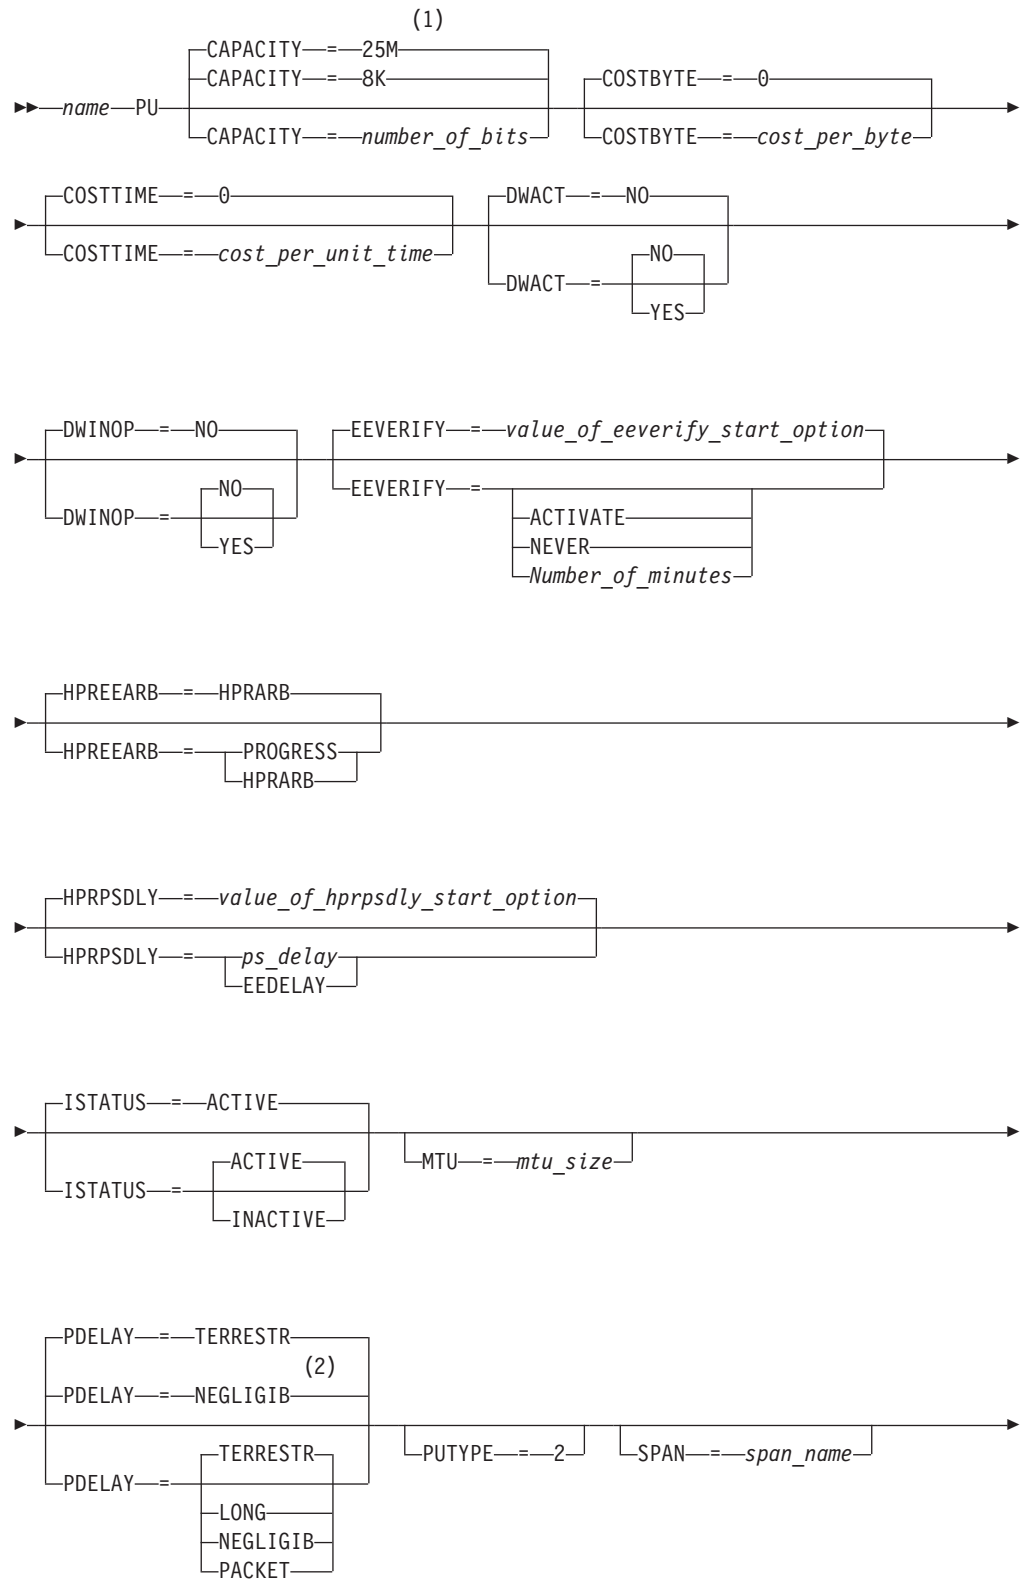 (1)
CAPACITY = 25M
CAPACITY = 8K
COSTBYTE = 0
name PU
CAPACITY = number_of_bits
COSTBYTE = cost_per_byte
COSTTIME = 0
DWACT = NO
COSTTIME = cost_per_unit_time
NO
DWACT =
YES
DWINOP = NO
EEVERIFY = value_of_eeverify_start_option
NO
EEVERIFY =
DWINOP =
ACTIVATE
YES
NEVER
Number_of_minutes
HPREEARB = HPRARB
HPREEARB = PROGRESS
HPRARB
HPRPSDLY = value_of_hprpsdly_start_option
HPRPSDLY = ps_delay
EEDELAY
ISTATUS = ACTIVE
ACTIVE
MTU = mtu_size
ISTATUS =
INACTIVE
PDELAY = TERRESTR
(2)
PDELAY = NEGLIGIB
TERRESTR
PUTYPE = 2
SPAN = span_name
PDELAY =
LONG
NEGLIGIB
PACKET